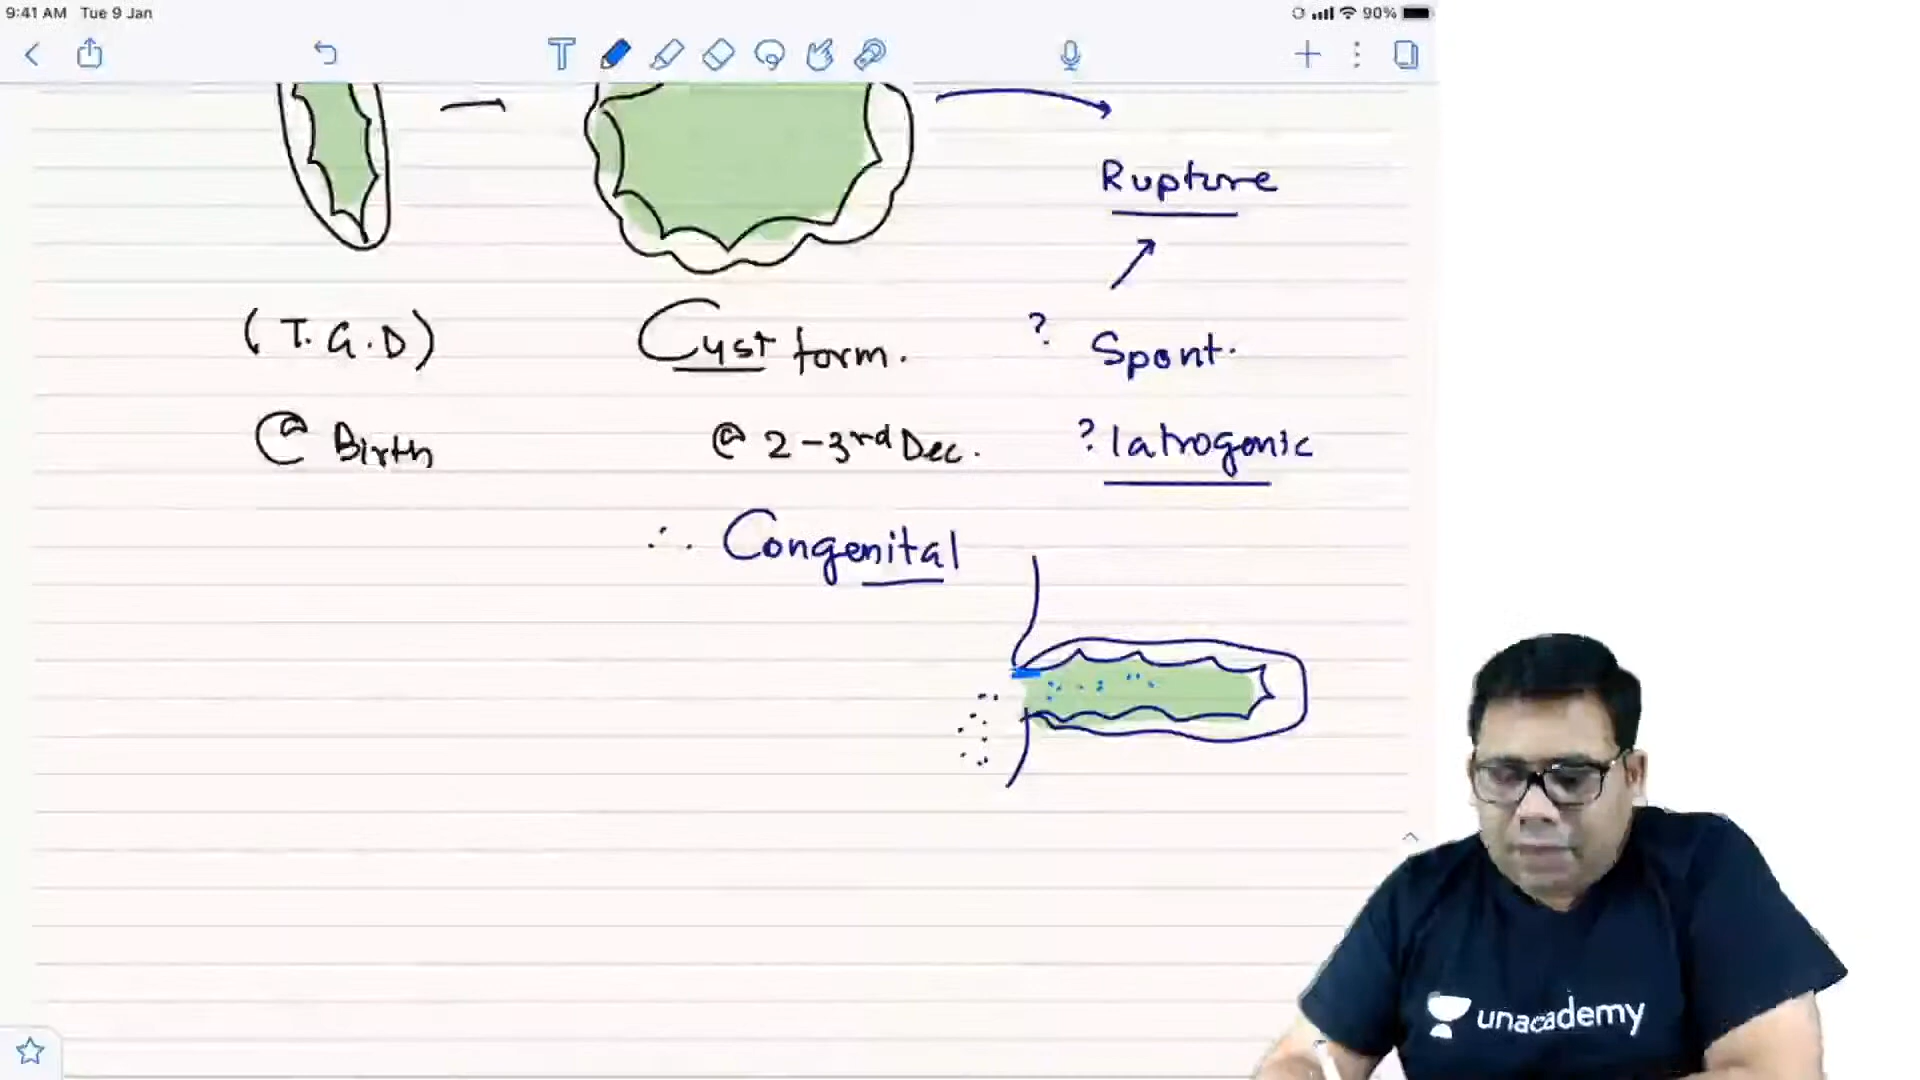 9:41 AM Tue 9 Jan
90%
T
Rupture
(T.G.D)
Cyst form.
? Spont.
@ Birth
@ 2-3rd Dec.
? Iatrogenic
∴ Congenital
unacademy